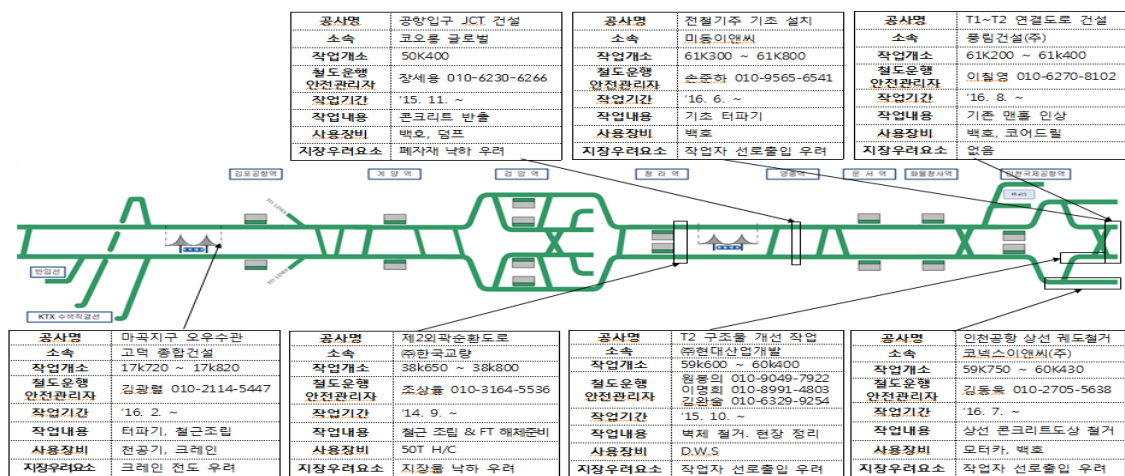 공사명 공항입구 JCT 건설
소속 코오롱 글로벌
작업개소 50K400
철도운행
안전관리자 장세용 010-6230-6266
작업기간 '15. 11. ~
작업내용 콘크리트 반출
사용장비 백호, 덤프
지장우려요소 폐자재 낙하 우려
공사명 전철기주 기초 설치
소속 미동이앤씨
작업개소 61K300 ~ 61K800
철도운행
안전관리자 손준하 010-9565-6541
작업기간 '16. 6. ~
작업내용 기초 터파기
사용장비 백호
지장우려요소 작업자 선로출입 우려
공사명 T1~T2 연결도로 건설
소속 풍림건설(주)
작업개소 61K200 ~ 61k400
철도운행
안전관리자 이칠영 010-6270-8102
작업기간 '16. 8. ~
작업내용 기존 맨홀 인상
사용장비 백호, 코어드릴
지장우려요소 없음
김포공항역 계 양 역 검 암 역 청 라 역 영종역 운 서 역 화물청사역 인천국제공항역
TO LINE9
TO LINE9
반입선
KTX 수색직결선
공사명 마곡지구 오우수관
소속 고덕 종합건설
작업개소 17k720 ~ 17k820
철도운행
안전관리자 김광렬 010-2114-5447
작업기간 '16. 2. ~
작업내용 터파기, 철근조립
사용장비 천공기, 크레인
지장우려요소 크레인 전도 우려
공사명 제2외곽순환도로
소속 ㈜한국교량
작업개소 38k650 ~ 38k800
철도운행
안전관리자 조상률 010-3164-5536
작업기간 '14. 9. ~
작업내용 철근 조립 & FT 해체준비
사용장비 50T H/C
지장우려요소 지장물 낙하 우려
공사명 T2 구조물 개선 작업
소속 ㈜현대산업개발
작업개소 59k600 ~ 60k400
철도운행
안전관리자 원봉의 010-9049-7922
이명희 010-8991-4803
김완술 010-6329-9254
작업기간 '15. 10. ~
작업내용 벽체 철거. 현장 정리
사용장비 D.W.S
지장우려요소 작업자 선로출입 우려
공사명 인천공항 상선 궤도철거
소속 코넥스이앤씨(주)
작업개소 59K750 ~ 60K430
철도운행
안전관리자 김동욱 010-2705-5638
작업기간 '16. 7. ~
작업내용 상선 콘크리트도상 철거
사용장비 모터카, 백호
지장우려요소 작업자 선로출입 우려